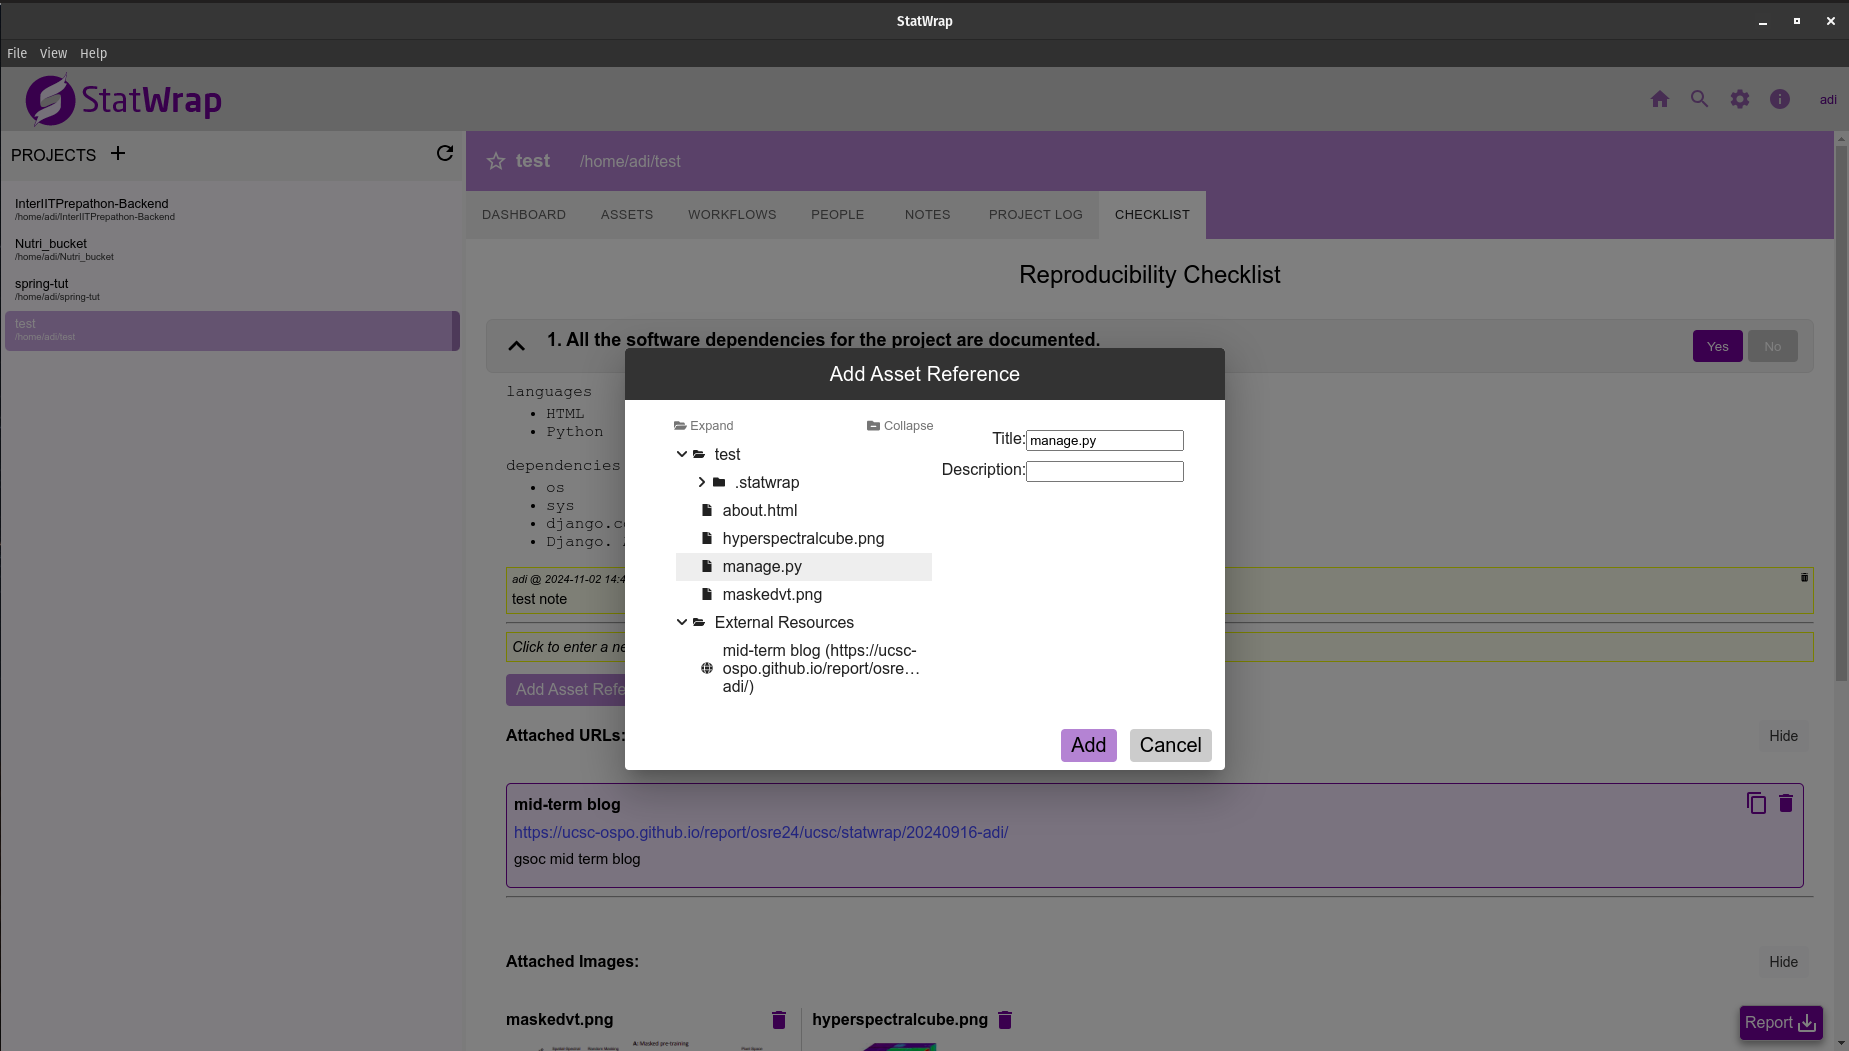 StatWrap
File View Help
StatWrap
adi
PROJECTS
InterIITPrepathon-Backend
/home/adi/InterIITPrepathon-Backend
Nutri_bucket
/home/adi/Nutri_bucket
spring-tut
/home/adi/spring-tut
test
/home/adi/test
test /home/adi/test
DASHBOARD ASSETS WORKFLOWS PEOPLE NOTES PROJECT LOG CHECKLIST
Reproducibility Checklist
1. All the software dependencies for the project are documented.
Yes No
languages
• HTML
• Python
dependencies
• os
• sys
• django.c
• Django.
adi @ 2024-11-02 14:4
test note
Click to enter a ne
Add Asset Refe
Add Asset Reference
Expand Collapse
test
.statwrap
about.html
hyperspectralcube.png
manage.py
maskedvt.png
External Resources
mid-term blog (https://ucsc-
ospo.github.io/report/osre…
adi/)
Title: manage.py
Description:
Add Cancel
Attached URLs:
Hide
mid-term blog
https://ucsc-ospo.github.io/report/osre24/ucsc/statwrap/20240916-adi/
gsoc mid term blog
Attached Images:
Hide
maskedvt.png
hyperspectralcube.png
A: Masked pre-training
Report